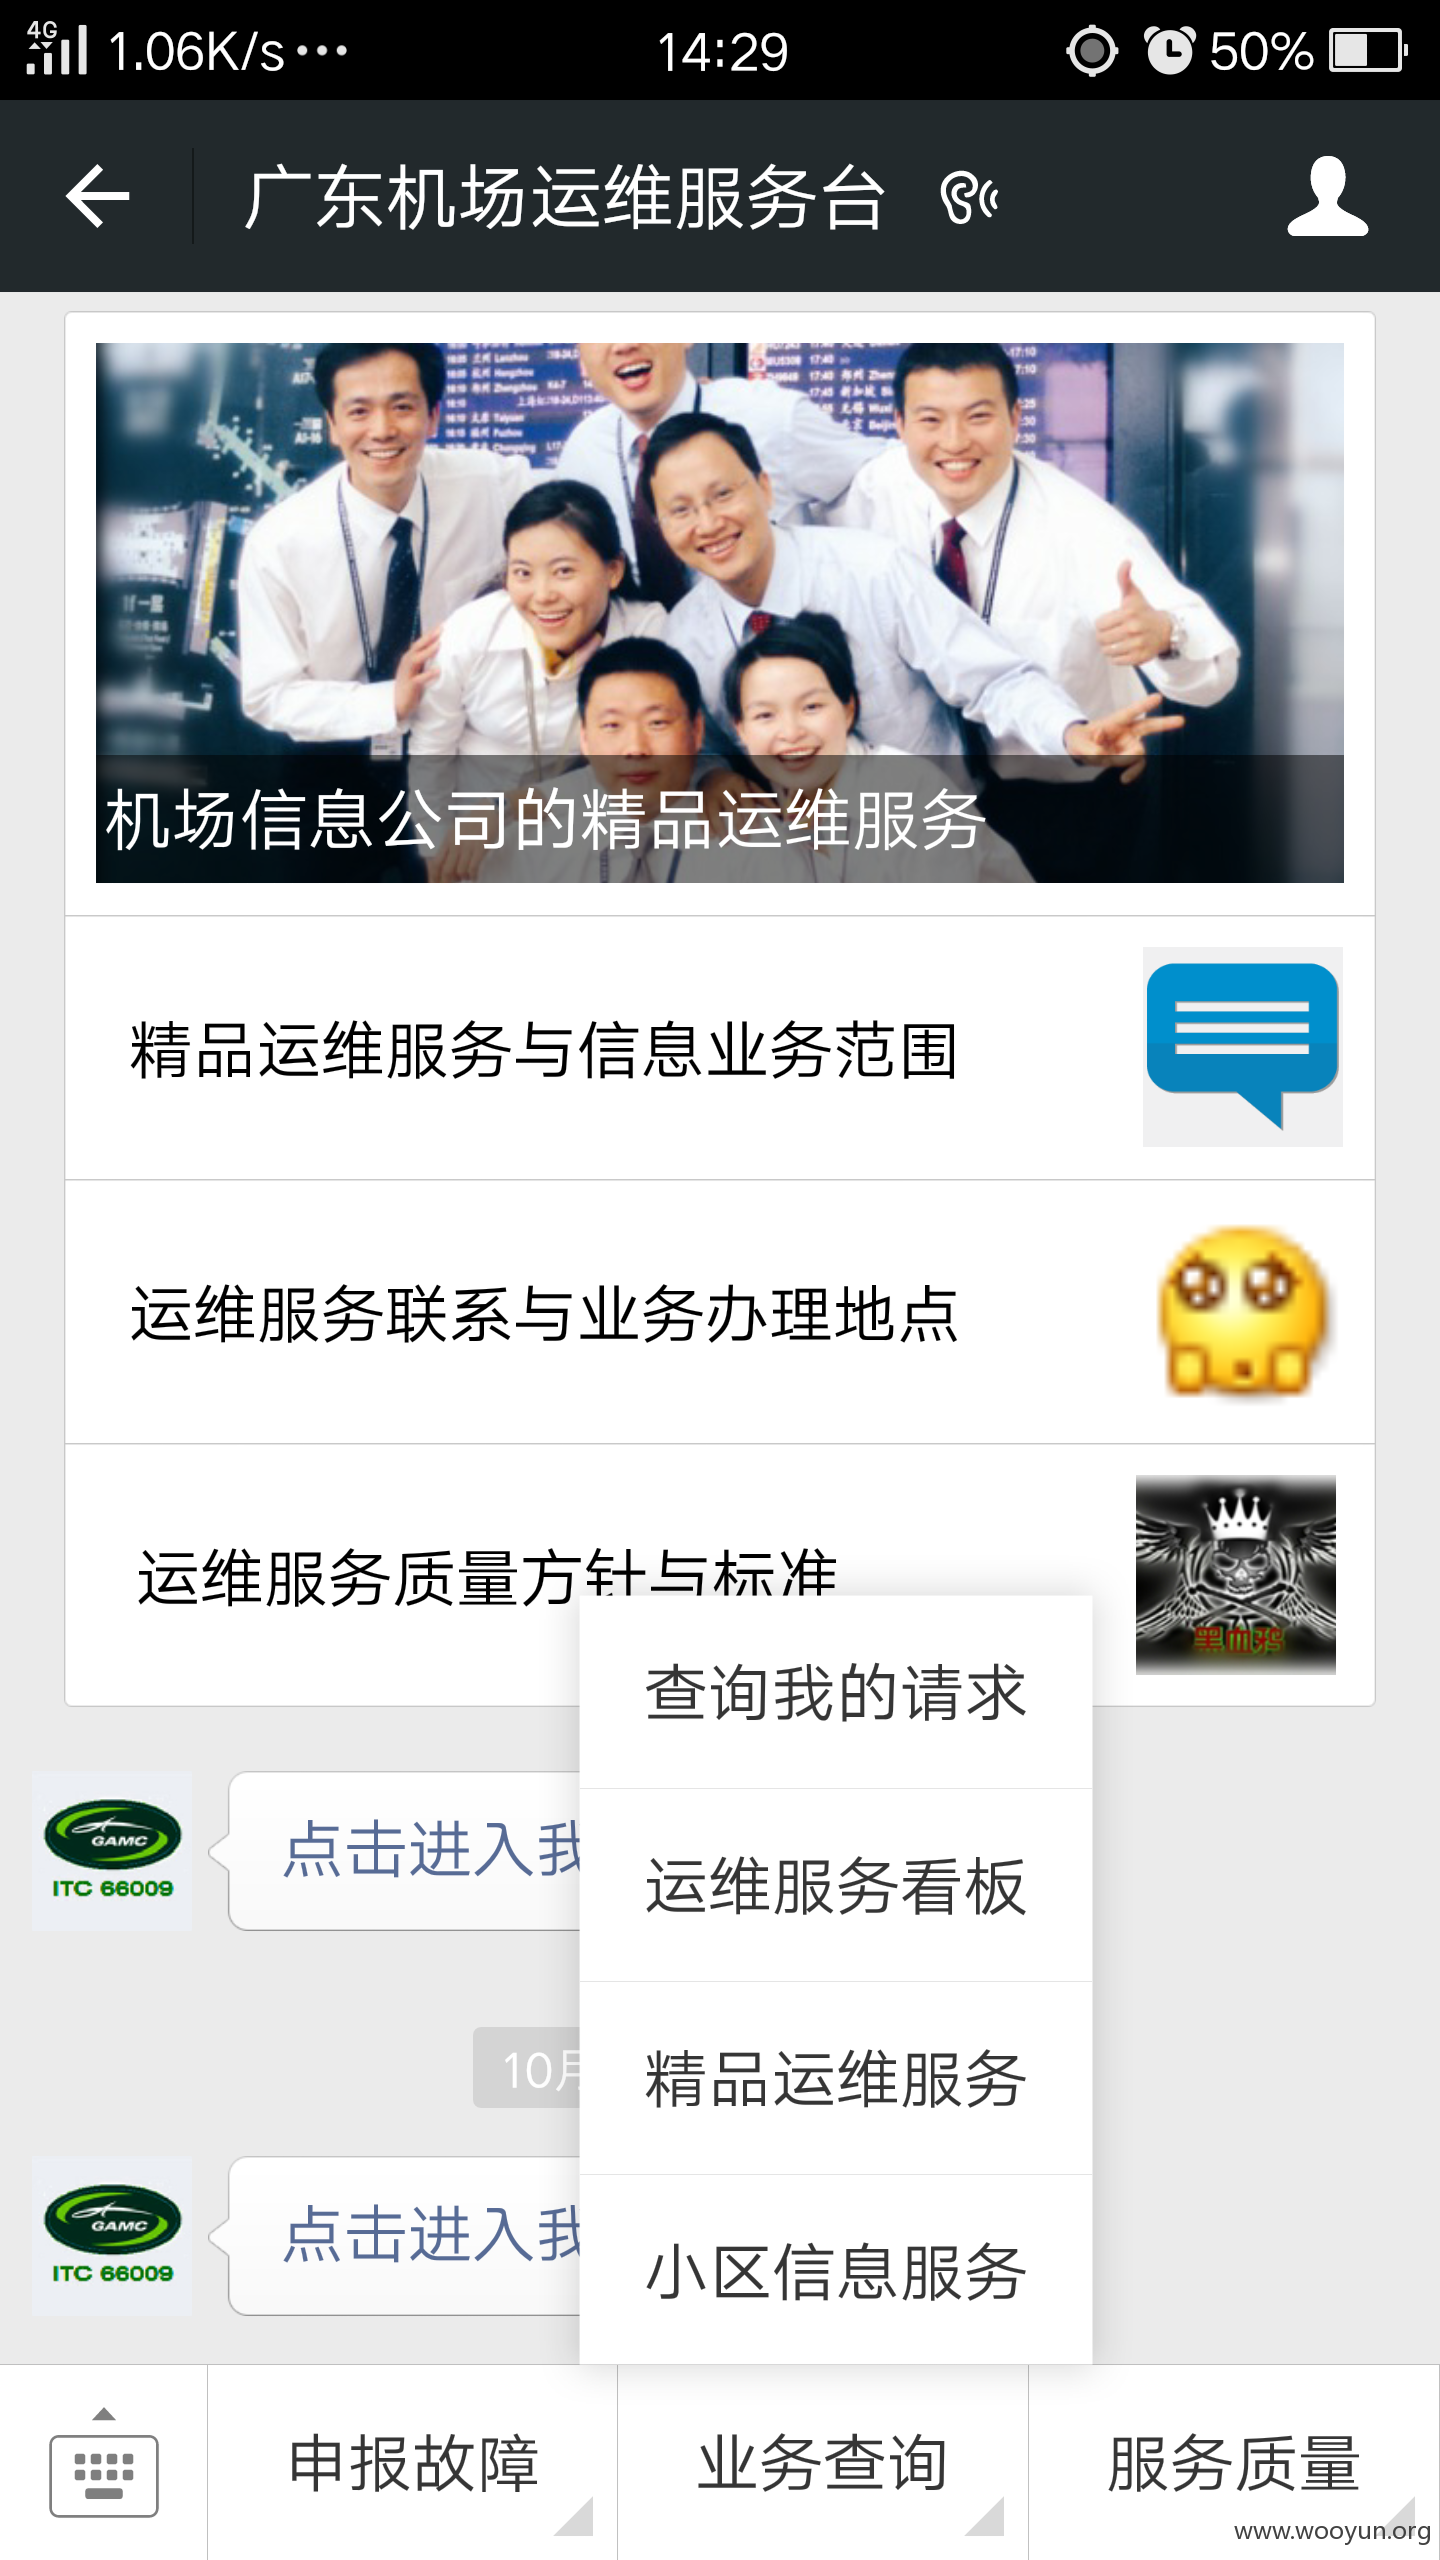 4G 1.06K/s 14:29 50%
广东机场运维服务台
机场信息公司的精品运维服务
精品运维服务与信息业务范围
运维服务联系与业务办理地点
运维服务质量方针与标准
黑血鸦
查询我的请求
GAMC
ITC 66009
点击进入我
运维服务看板
10月
精品运维服务
GAMC
ITC 66009
点击进入我
小区信息服务
申报故障
业务查询
服务质量
www.wooyun.org